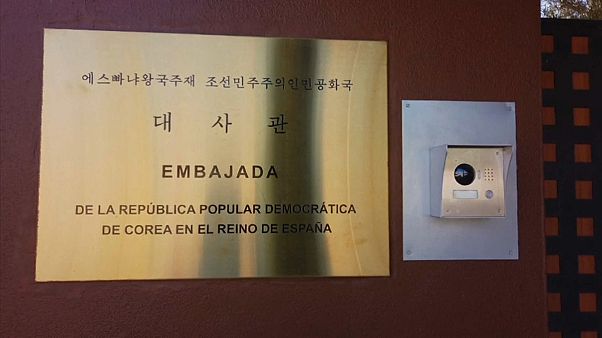 에스빠냐왕국주재 조선민주주의인민공화국
대 사 관
EMBAJADA
DE LA REPÚBLICA POPULAR DEMOCRÁTICA
DE COREA EN EL REINO DE ESPAÑA